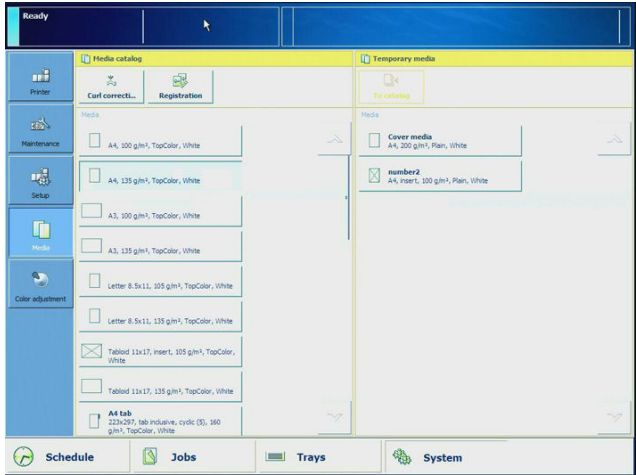 Ready
Media catalog
Temporary media
Printer
Curl correcti...
Registration
To catalog
Media
Media
Maintenance
A4, 100 g/m², TopColor, White
Cover media
A4, 200 g/m², Plain, White
A4, 135 g/m², TopColor, White
number2
A4, insert, 100 g/m², Plain, White
Setup
A3, 100 g/m², TopColor, White
Media
A3, 135 g/m², TopColor, White
Letter 8.5x11, 105 g/m², TopColor, White
Color adjustment
Letter 8.5x11, 135 g/m², TopColor, White
Tabloid 11x17, insert, 105 g/m², TopColor,
White
Tabloid 11x17, 135 g/m², TopColor, White
A4 tab
223x297, tab inclusive, cyclic (5), 160
g/m², TopColor, White
Schedule
Jobs
Trays
System